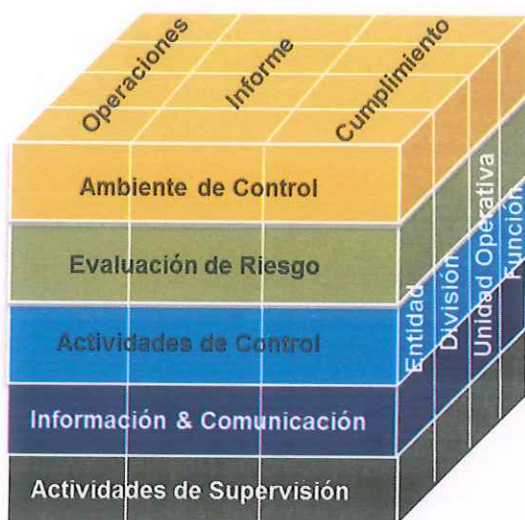 Operaciones
Informe
Cumplimiento
Ambiente de Control
Evaluación de Riesgo
Actividades de Control
Información & Comunicación
Actividades de Supervisión
Entidad
División
Unidad Operativa
Función